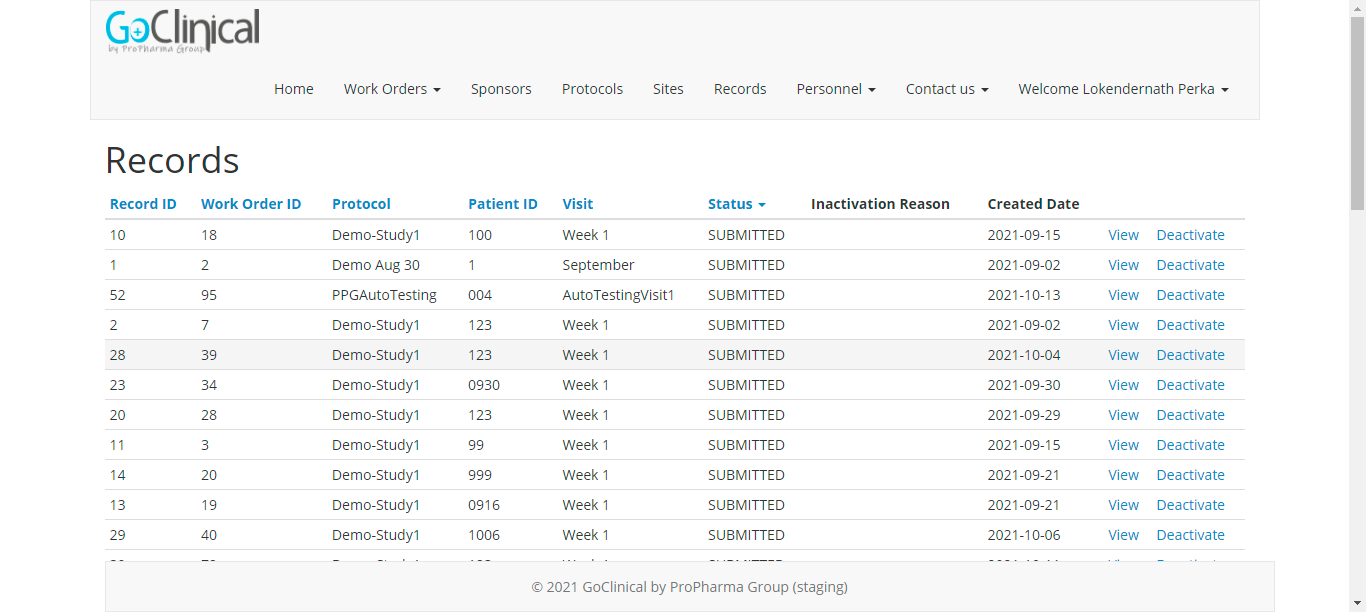 GoClinical
by ProPharma Group
Home Work Orders Sponsors Protocols Sites Records Personnel Contact us Welcome Lokendernath Perka
Records
Record ID Work Order ID Protocol Patient ID Visit Status Inactivation Reason Created Date
10 18 Demo-Study1 100 Week 1 SUBMITTED 2021-09-15 View Deactivate
1 2 Demo Aug 30 1 September SUBMITTED 2021-09-02 View Deactivate
52 95 PPGAutoTesting 004 AutoTestingVisit1 SUBMITTED 2021-10-13 View Deactivate
2 7 Demo-Study1 123 Week 1 SUBMITTED 2021-09-02 View Deactivate
28 39 Demo-Study1 123 Week 1 SUBMITTED 2021-10-04 View Deactivate
23 34 Demo-Study1 0930 Week 1 SUBMITTED 2021-09-30 View Deactivate
20 28 Demo-Study1 123 Week 1 SUBMITTED 2021-09-29 View Deactivate
11 3 Demo-Study1 99 Week 1 SUBMITTED 2021-09-15 View Deactivate
14 20 Demo-Study1 999 Week 1 SUBMITTED 2021-09-21 View Deactivate
13 19 Demo-Study1 0916 Week 1 SUBMITTED 2021-09-21 View Deactivate
29 40 Demo-Study1 1006 Week 1 SUBMITTED 2021-10-06 View Deactivate
© 2021 GoClinical by ProPharma Group (staging)